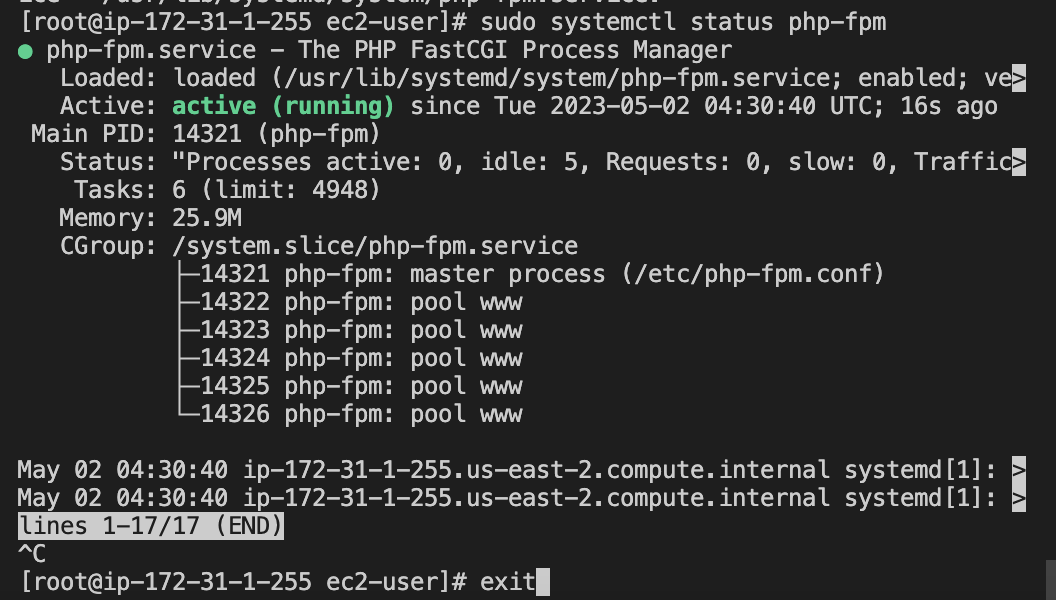 [root@ip-172-31-1-255 ec2-user]# sudo systemctl status php-fpm
● php-fpm.service - The PHP FastCGI Process Manager
   Loaded: loaded (/usr/lib/systemd/system/php-fpm.service; enabled; ve>
   Active: active (running) since Tue 2023-05-02 04:30:40 UTC; 16s ago
 Main PID: 14321 (php-fpm)
   Status: "Processes active: 0, idle: 5, Requests: 0, slow: 0, Traffic>
    Tasks: 6 (limit: 4948)
   Memory: 25.9M
   CGroup: /system.slice/php-fpm.service
           ├─14321 php-fpm: master process (/etc/php-fpm.conf)
           ├─14322 php-fpm: pool www
           ├─14323 php-fpm: pool www
           ├─14324 php-fpm: pool www
           ├─14325 php-fpm: pool www
           └─14326 php-fpm: pool www
May 02 04:30:40 ip-172-31-1-255.us-east-2.compute.internal systemd[1]: >
May 02 04:30:40 ip-172-31-1-255.us-east-2.compute.internal systemd[1]: >
lines 1-17/17 (END)
^C
[root@ip-172-31-1-255 ec2-user]# exit